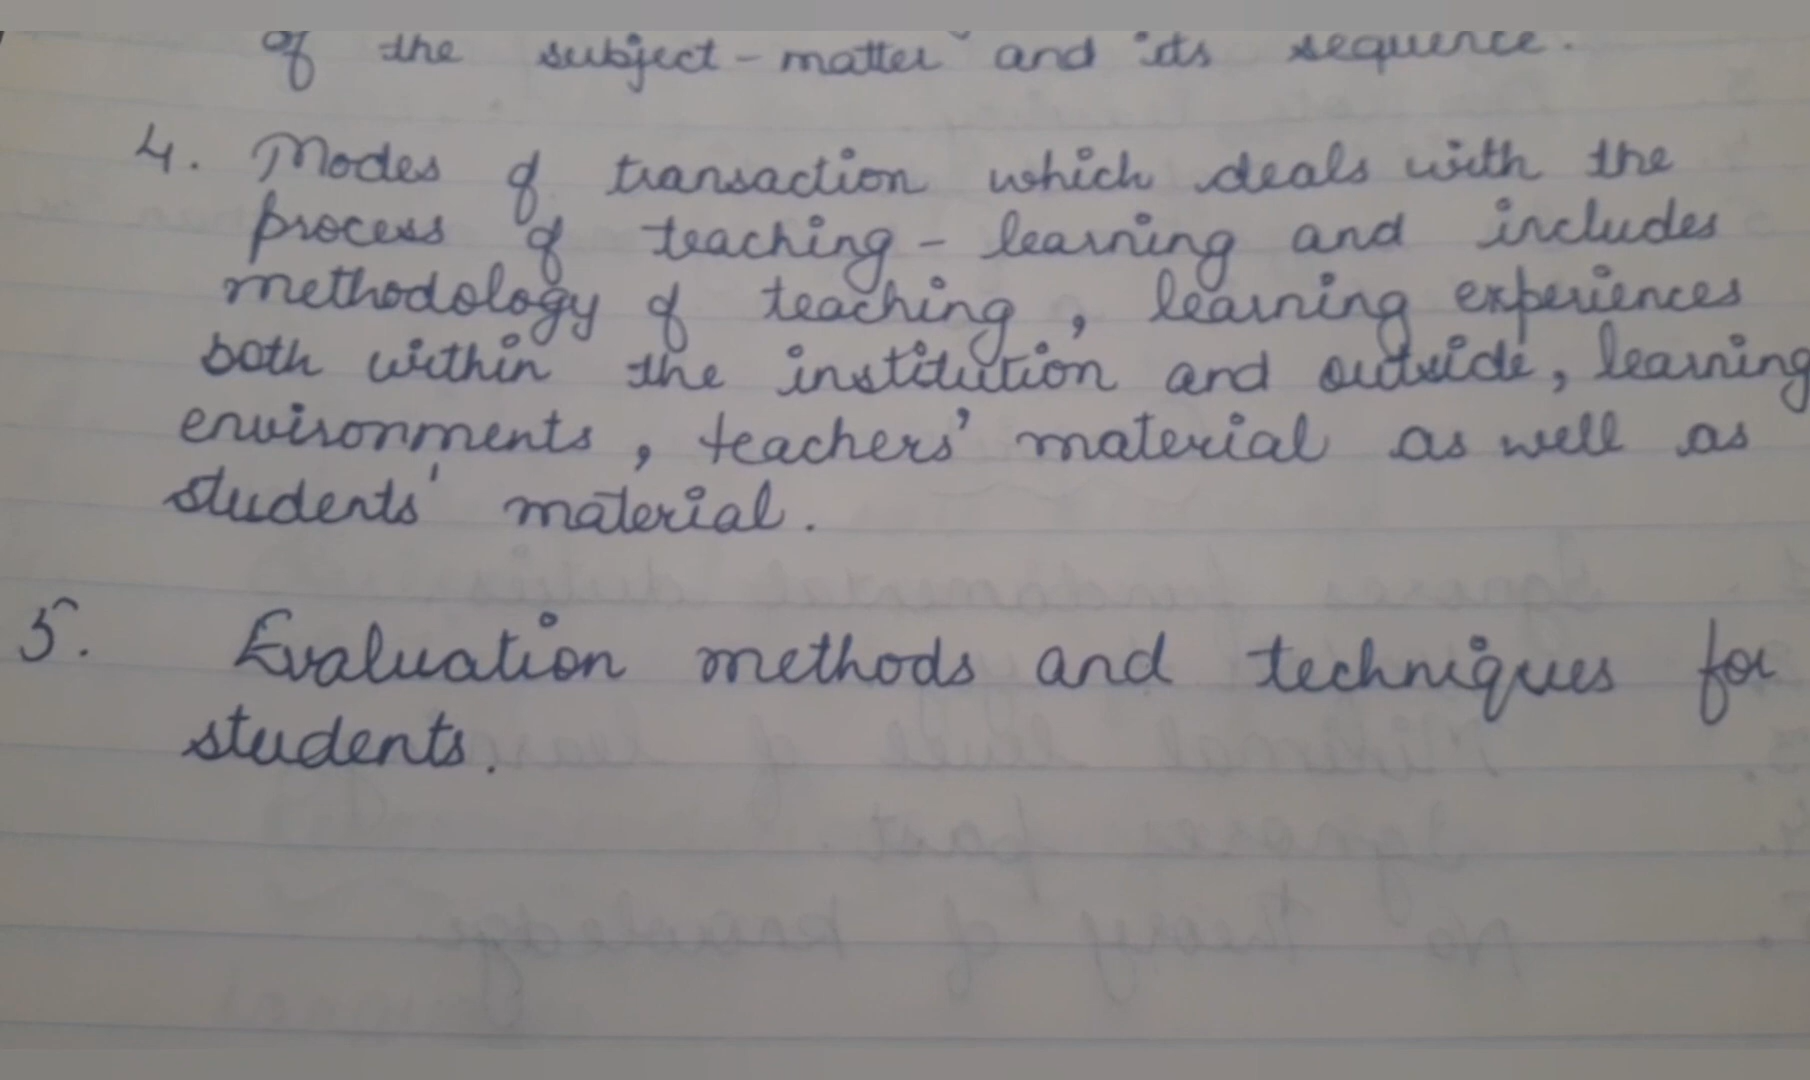 of the subject - matter and its sequence.
4. Modes of transaction which deals with the
process of teaching - learning and includes
methodology of teaching, learning experiences
both within the institution and outside, learning
environments, teachers' material as well as
students' material.
5. Evaluation methods and techniques for
students.